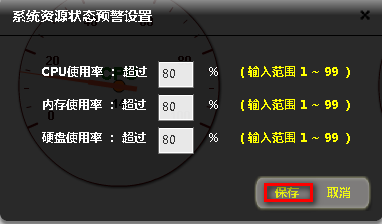 系统资源状态预警设置
CPU使用率 : 超过 80 % ( 输入范围 1 ~ 99 )
内存使用率 : 超过 80 % ( 输入范围 1 ~ 99 )
硬盘使用率 : 超过 80 % ( 输入范围 1 ~ 99 )
保存 取消